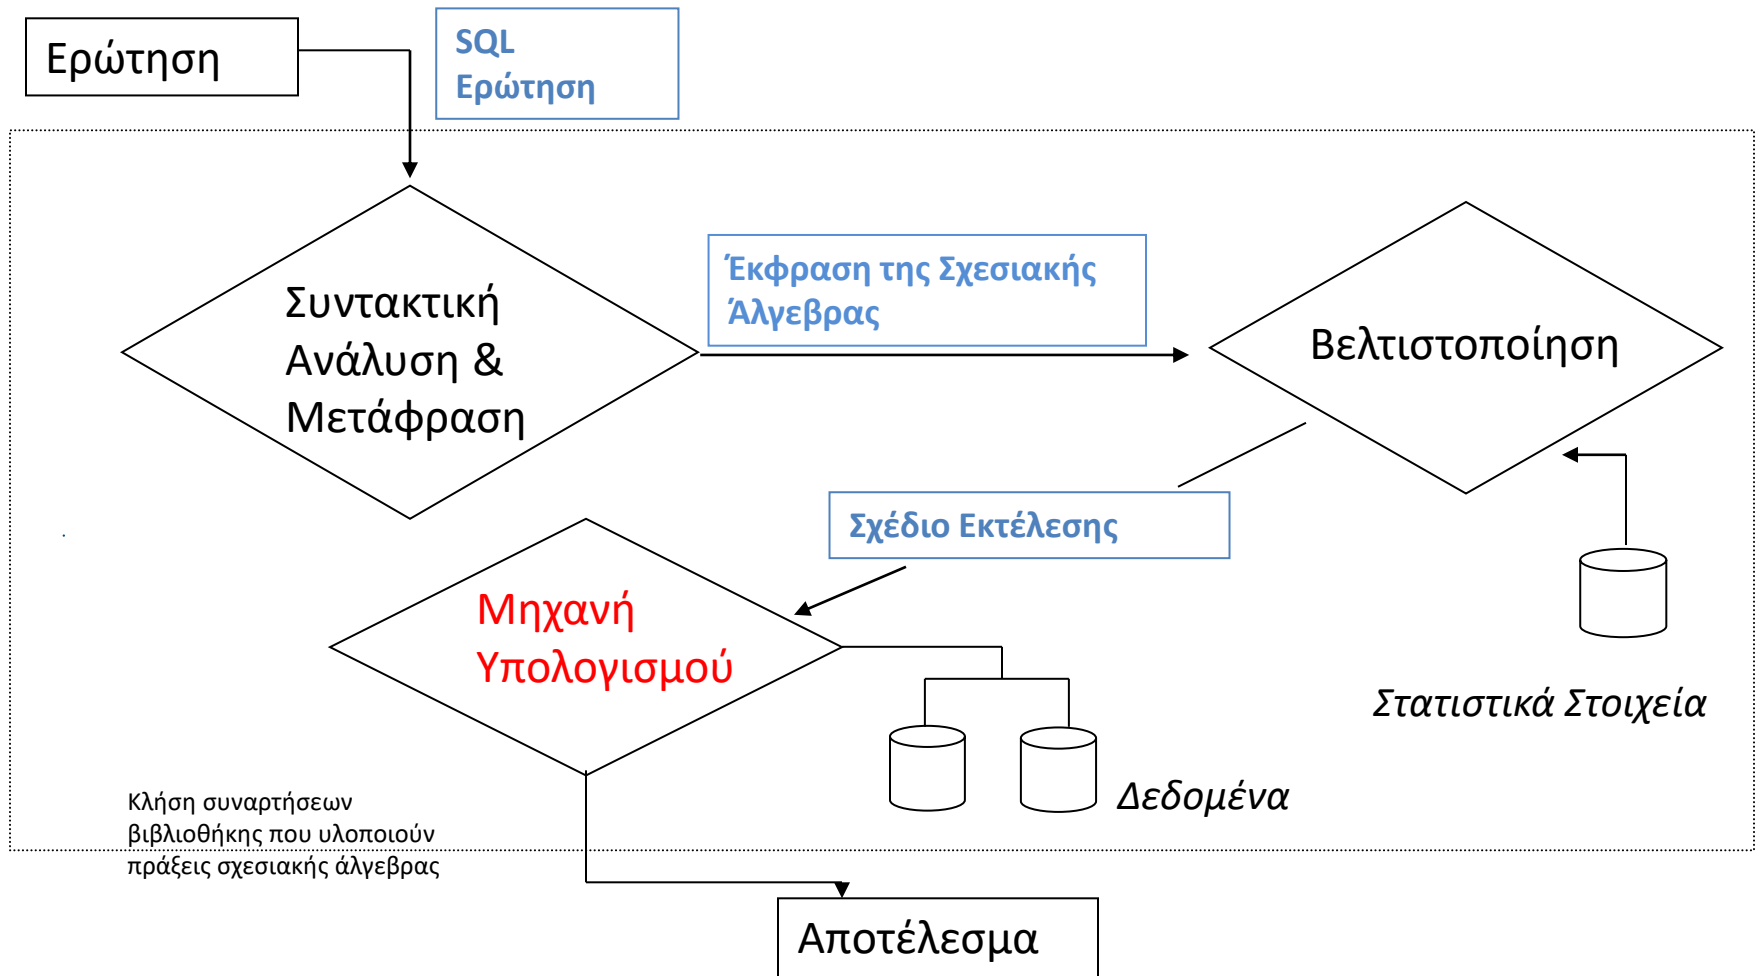 Ερώτηση
SQL
Ερώτηση
Έκφραση της Σχεσιακής
Άλγεβρας
Συντακτική
Ανάλυση &
Μετάφραση
Βελτιστοποίηση
Σχέδιο Εκτέλεσης
Μηχανή
Υπολογισμού
Στατιστικά Στοιχεία
Δεδομένα
Κλήση συναρτήσεων
βιβλιοθήκης που υλοποιούν
πράξεις σχεσιακής άλγεβρας
Αποτέλεσμα